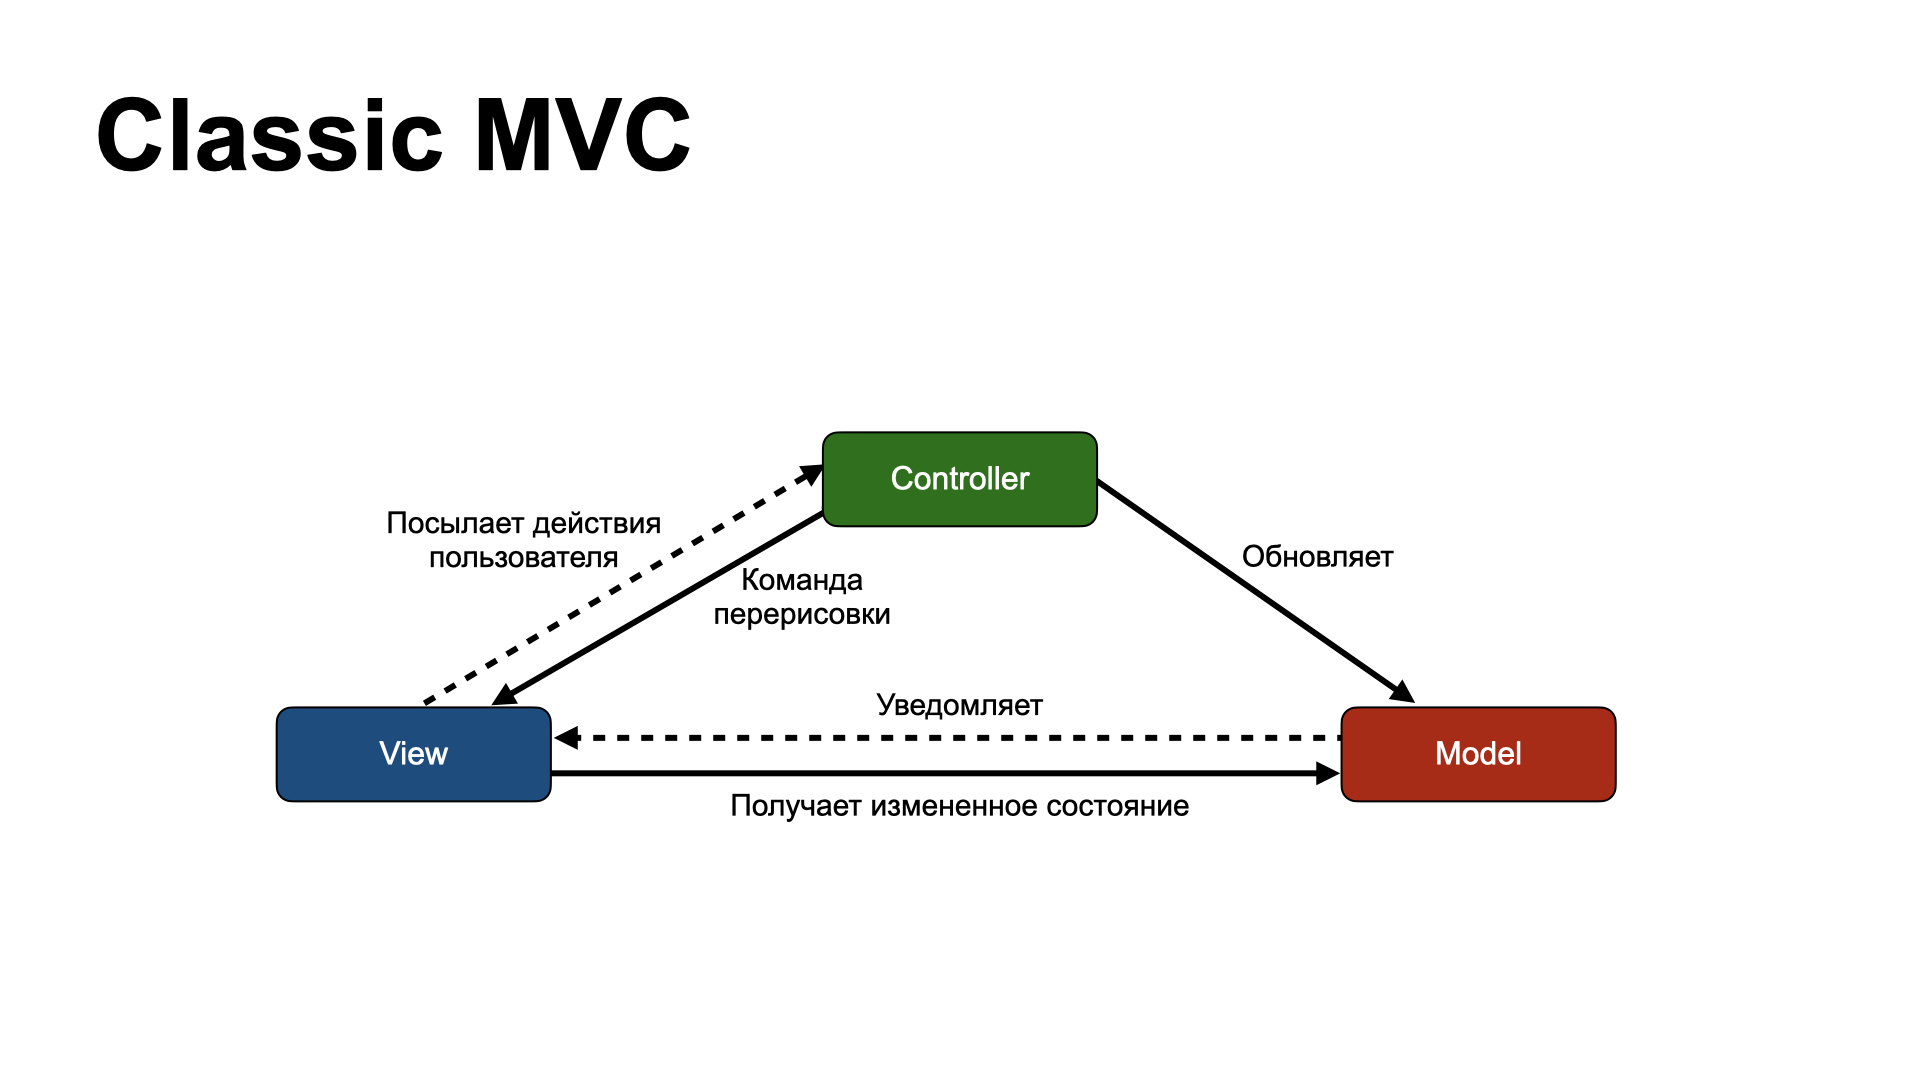 Classic MVC
Controller
Посылает действия
пользователя
Команда
перерисовки
Обновляет
Уведомляет
View
Model
Получает измененное состояние